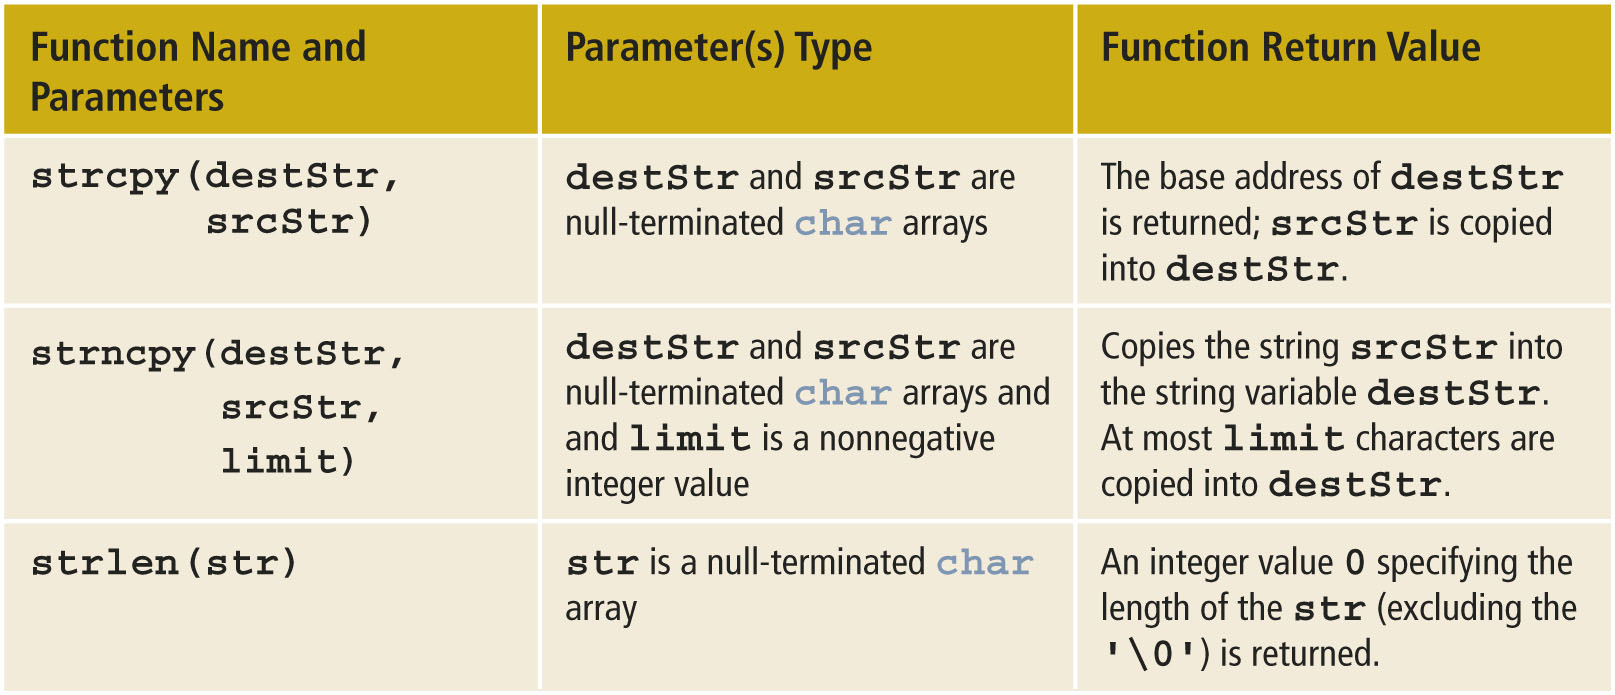 Function Name and
Parameters
Parameter(s) Type
Function Return Value
strcpy(destStr,
srcStr)
destStr and srcStr are
null-terminated char arrays
The base address of destStr
is returned; srcStr is copied
into destStr.
strncpy(destStr,
srcStr,
limit)
destStr and srcStr are
null-terminated char arrays and
and limit is a nonnegative
integer value
Copies the string srcStr into
the string variable destStr.
At most limit characters are
copied into destStr.
strlen(str)
str is a null-terminated char
array
An integer value 0 specifying the
length of the str (excluding the
'\0') is returned.